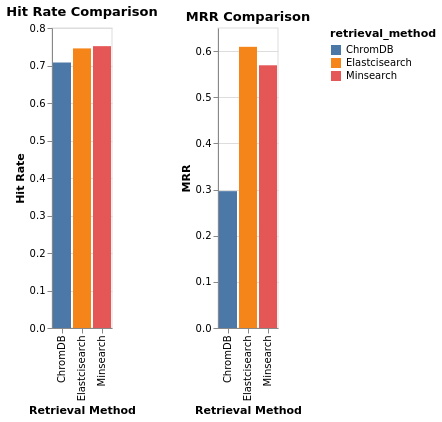 Hit Rate Comparison
0.8
0.7
0.6
0.5
0.4
0.3
0.2
0.1
0.0
Hit Rate
ChromDB
Elastcisearch
Minsearch
Retrieval Method
MRR Comparison
0.6
0.5
0.4
0.3
0.2
0.1
0.0
MRR
ChromDB
Elastcisearch
Minsearch
Retrieval Method
retrieval_method
ChromDB
Elastcisearch
Minsearch